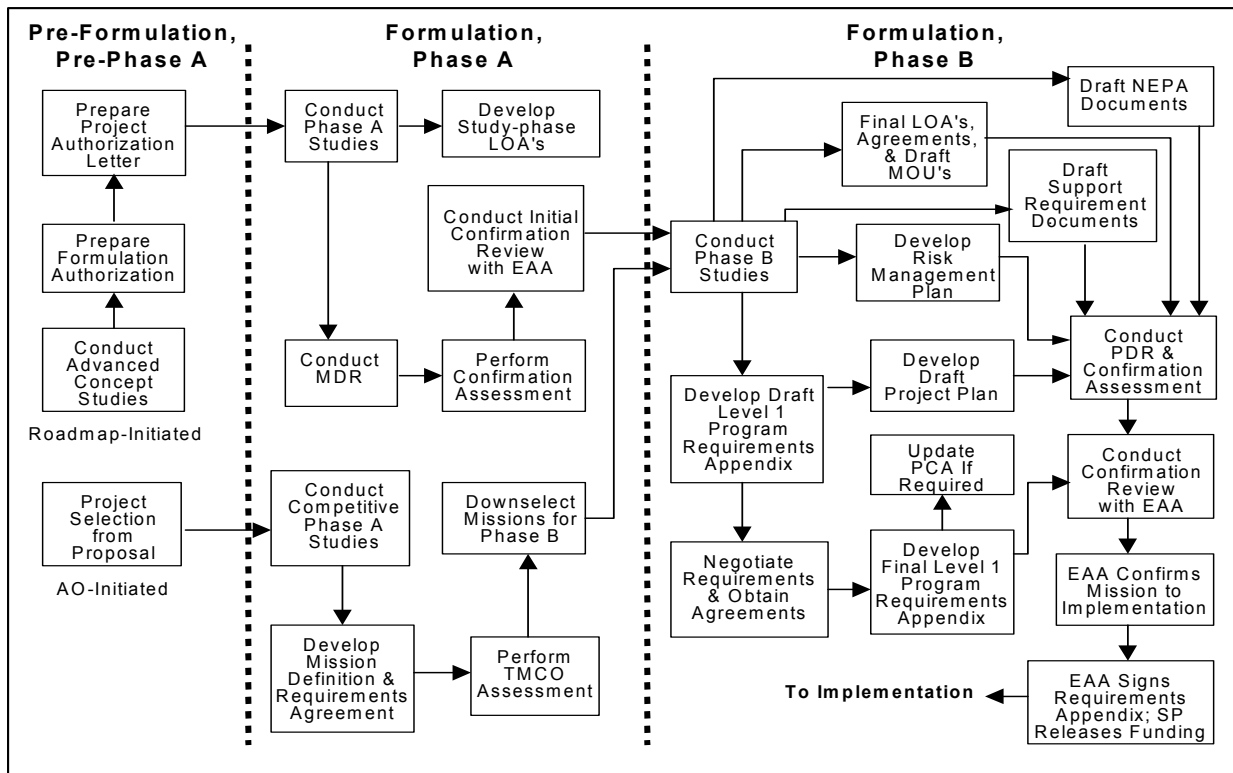 Pre-Formulation,
Pre-Phase A
Formulation,
Phase A
Formulation,
Phase B
Prepare
Project
Authorization
Letter
Prepare
Formulation
Authorization
Conduct
Advanced
Concept
Studies
Roadmap-Initiated
Project
Selection
from
Proposal
AO-Initiated
Conduct
Phase A
Studies
Develop
Study-phase
LOA's
Conduct Initial
Confirmation
Review
with EAA
Conduct
MDR
Perform
Confirmation
Assessment
Conduct
Competitive
Phase A
Studies
Downselect
Missions for
Phase B
Develop
Mission
Definition &
Requirements
Agreement
Perform
TMCO
Assessment
Draft NEPA
Documents
Final LOA's,
Agreements,
& Draft
MOU's
Draft
Support
Requirement
Documents
Conduct
Phase B
Studies
Develop
Risk
Management
Plan
Conduct
PDR &
Confirmation
Assessment
Develop Draft
Level 1
Program
Requirements
Appendix
Develop
Draft
Project Plan
Update
PCA If
Required
Conduct
Confirmation
Review
with EAA
Negotiate
Requirements
& Obtain
Agreements
Develop
Final Level 1
Program
Requirements
Appendix
EAA Confirms
Mission to
Implementation
To Implementation
EAA Signs
Requirements
Appendix; SP
Releases Funding